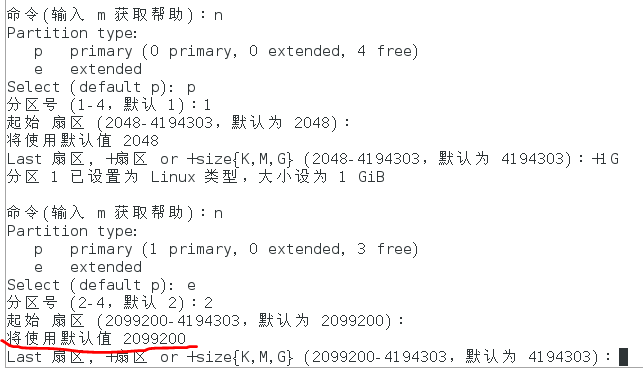 命令(输入 m 获取帮助)：n
Partition type:
p primary (0 primary, 0 extended, 4 free)
e extended
Select (default p): p
分区号 (1-4，默认 1)：1
起始 扇区 (2048-4194303，默认为 2048)：
将使用默认值 2048
Last 扇区, +扇区 or +size{K,M,G} (2048-4194303，默认为 4194303)：+1G
分区 1 已设置为 Linux 类型，大小设为 1 GiB
命令(输入 m 获取帮助)：n
Partition type:
p primary (1 primary, 0 extended, 3 free)
e extended
Select (default p): e
分区号 (2-4，默认 2)：2
起始 扇区 (2099200-4194303，默认为 2099200)：
将使用默认值 2099200
Last 扇区, +扇区 or +size{K,M,G} (2099200-4194303，默认为 4194303)：